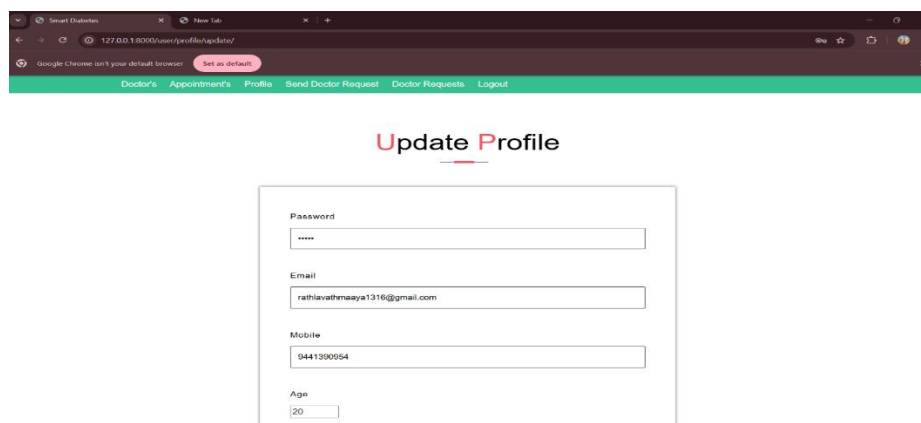 Smart Diabetes New Tab
127.0.0.1:8000/user/profile/update/
Google Chrome isn't your default browser Set as default
Doctor's Appointment's Profile Send Doctor Request Doctor Requests Logout
Update Profile
Password
•••••
Email
rathlavathmaaya1316@gmail.com
Mobile
9441390954
Age
20